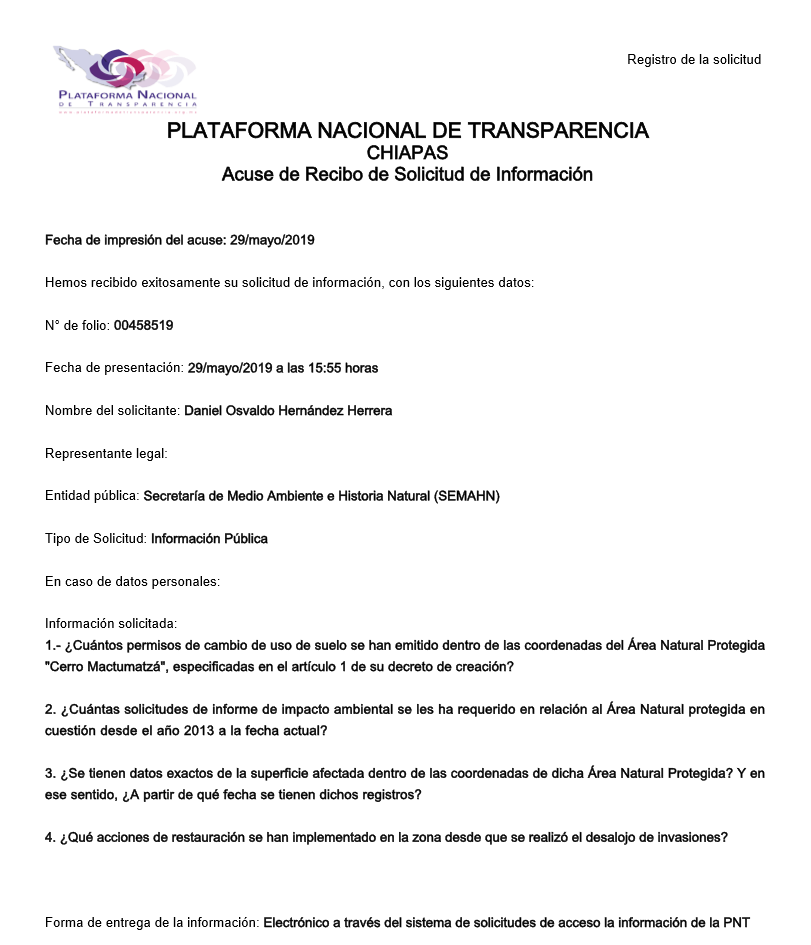 Registro de la solicitud
PLATAFORMA NACIONAL
DE TRANSPARENCIA
www.plataformadetransparencia.org.mx
PLATAFORMA NACIONAL DE TRANSPARENCIA
CHIAPAS
Acuse de Recibo de Solicitud de Información
Fecha de impresión del acuse: 29/mayo/2019
Hemos recibido exitosamente su solicitud de información, con los siguientes datos:
N° de folio: 00458519
Fecha de presentación: 29/mayo/2019 a las 15:55 horas
Nombre del solicitante: Daniel Osvaldo Hernández Herrera
Representante legal:
Entidad pública: Secretaría de Medio Ambiente e Historia Natural (SEMAHN)
Tipo de Solicitud: Información Pública
En caso de datos personales:
Información solicitada:
1.- ¿Cuántos permisos de cambio de uso de suelo se han emitido dentro de las coordenadas del Área Natural Protegida
"Cerro Mactumatzá", especificadas en el artículo 1 de su decreto de creación?
2. ¿Cuántas solicitudes de informe de impacto ambiental se les ha requerido en relación al Área Natural protegida en
cuestión desde el año 2013 a la fecha actual?
3. ¿Se tienen datos exactos de la superficie afectada dentro de las coordenadas de dicha Área Natural Protegida? Y en
ese sentido, ¿A partir de qué fecha se tienen dichos registros?
4. ¿Qué acciones de restauración se han implementado en la zona desde que se realizó el desalojo de invasiones?
Forma de entrega de la información: Electrónico a través del sistema de solicitudes de acceso la información de la PNT